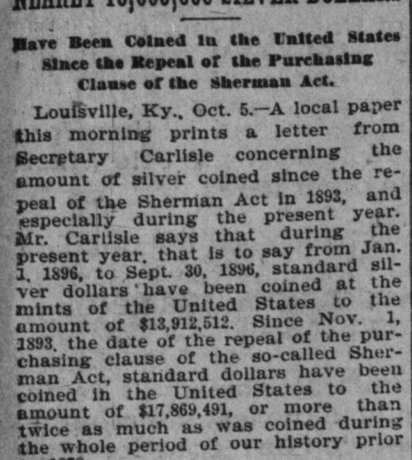 NEARLY 18,000,000 SILVER DOLLARS
Have Been Coined in the United States
Since the Repeal of the Purchasing
Clause of the Sherman Act.
Louisville, Ky., Oct. 5.—A local paper
this morning prints a letter from
Secretary Carlisle concerning the
amount of silver coined since the re-
peal of the Sherman Act in 1893, and
especially during the present year.
Mr. Carlisle says that during the
present year, that is to say from Jan.
1, 1896, to Sept. 30, 1896, standard sil-
ver dollars have been coined at the
mints of the United States to the
amount of $13,912,512. Since Nov. 1,
1893, the date of the repeal of the pur-
chasing clause of the so-called Sher-
man Act, standard dollars have been
coined in the United States to the
amount of $17,869,491, or more than
twice as much as was coined during
the whole period of our history prior